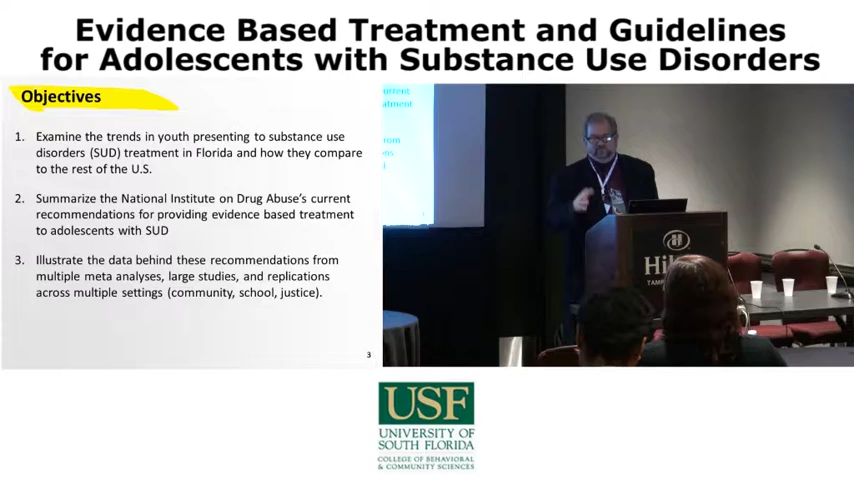 Evidence Based Treatment and Guidelines
for Adolescents with Substance Use Disorders
Objectives
1. Examine the trends in youth presenting to substance use
disorders (SUD) treatment in Florida and how they compare
to the rest of the U.S.
2. Summarize the National Institute on Drug Abuse's current
recommendations for providing evidence based treatment
to adolescents with SUD
3. Illustrate the data behind these recommendations from
multiple meta analyses, large studies, and replications
across multiple settings (community, school, justice).
3
USF
UNIVERSITY OF
SOUTH FLORIDA
COLLEGE OF BEHAVIORAL
& COMMUNITY SCIENCES